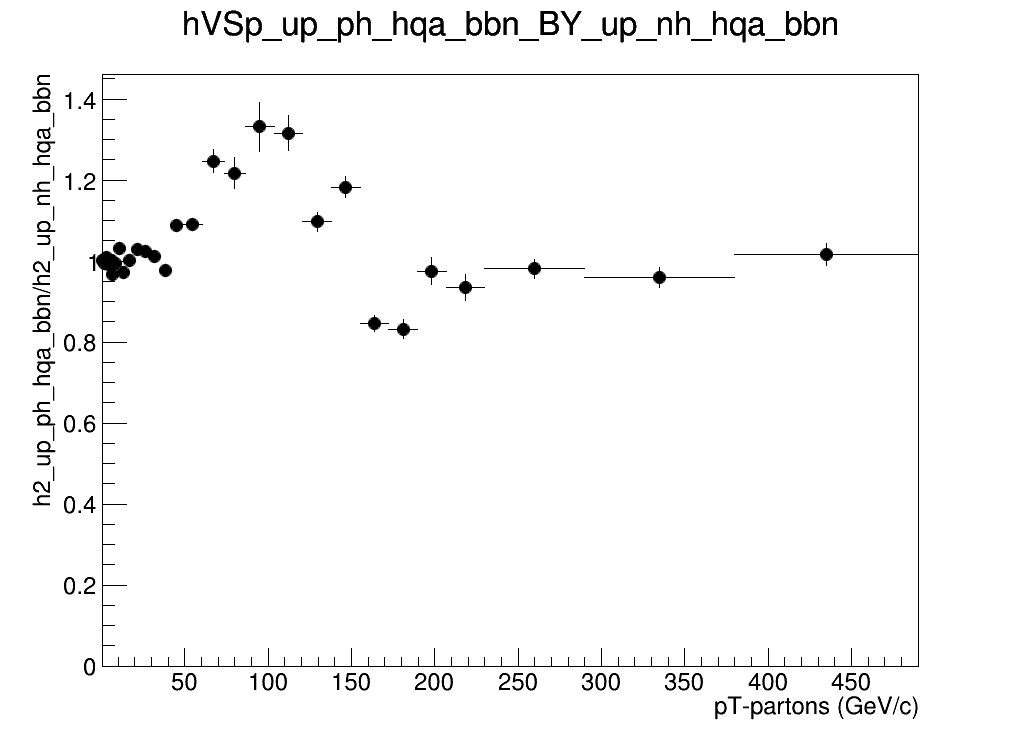 hVSp_up_ph_hqa_bbn_BY_up_nh_hqa_bbn
h2_up_ph_hqa_bbn/h2_up_nh_hqa_bbn
1.4
1.2
1
0.8
0.6
0.4
0.2
0
50 100 150 200 250 300 350 400 450
pT-partons (GeV/c)